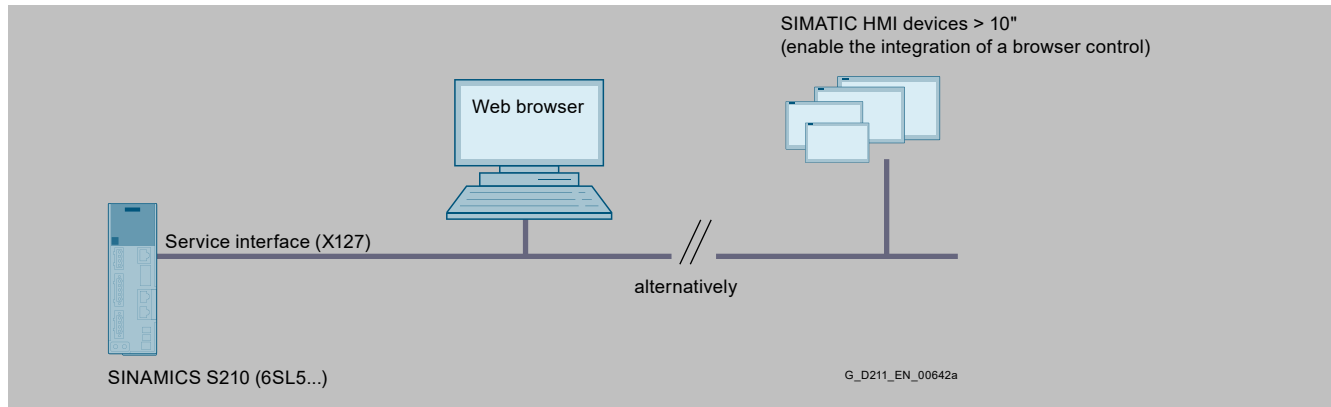 SIMATIC HMI devices > 10"
(enable the integration of a browser control)
Web browser
Service interface (X127)
alternatively
SINAMICS S210 (6SL5...)
G_D211_EN_00642a